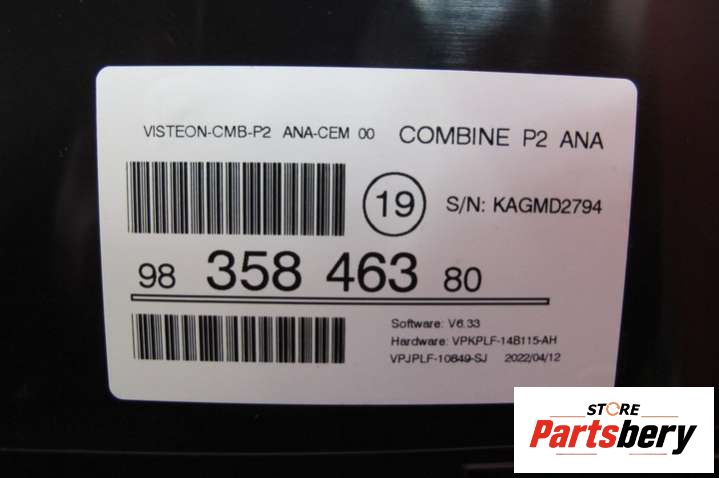 VISTEON-CMB-P2 ANA-CEM 00 COMBINE P2 ANA
19 S/N: KAGMD2794
98 358 463 80
Software: V6.33
Hardware: VPKPLF-14B115-AH
VPJPLF-10849-SJ 2022/04/12
STORE
Partsbery